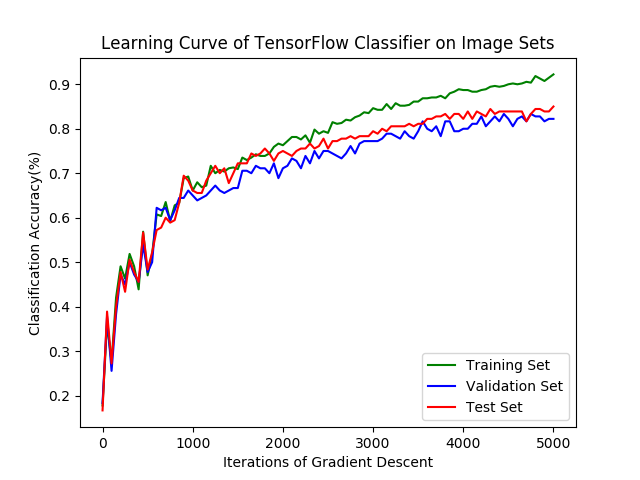 Learning Curve of TensorFlow Classifier on Image Sets
Classification Accuracy(%)
0.9
0.8
0.7
0.6
0.5
0.4
0.3
0.2
Training Set
Validation Set
Test Set
0 1000 2000 3000 4000 5000
Iterations of Gradient Descent